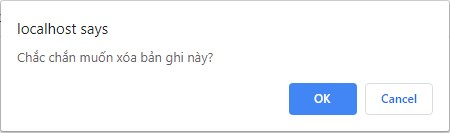 localhost says
Chắc chắn muốn xóa bản ghi này?
OK
Cancel